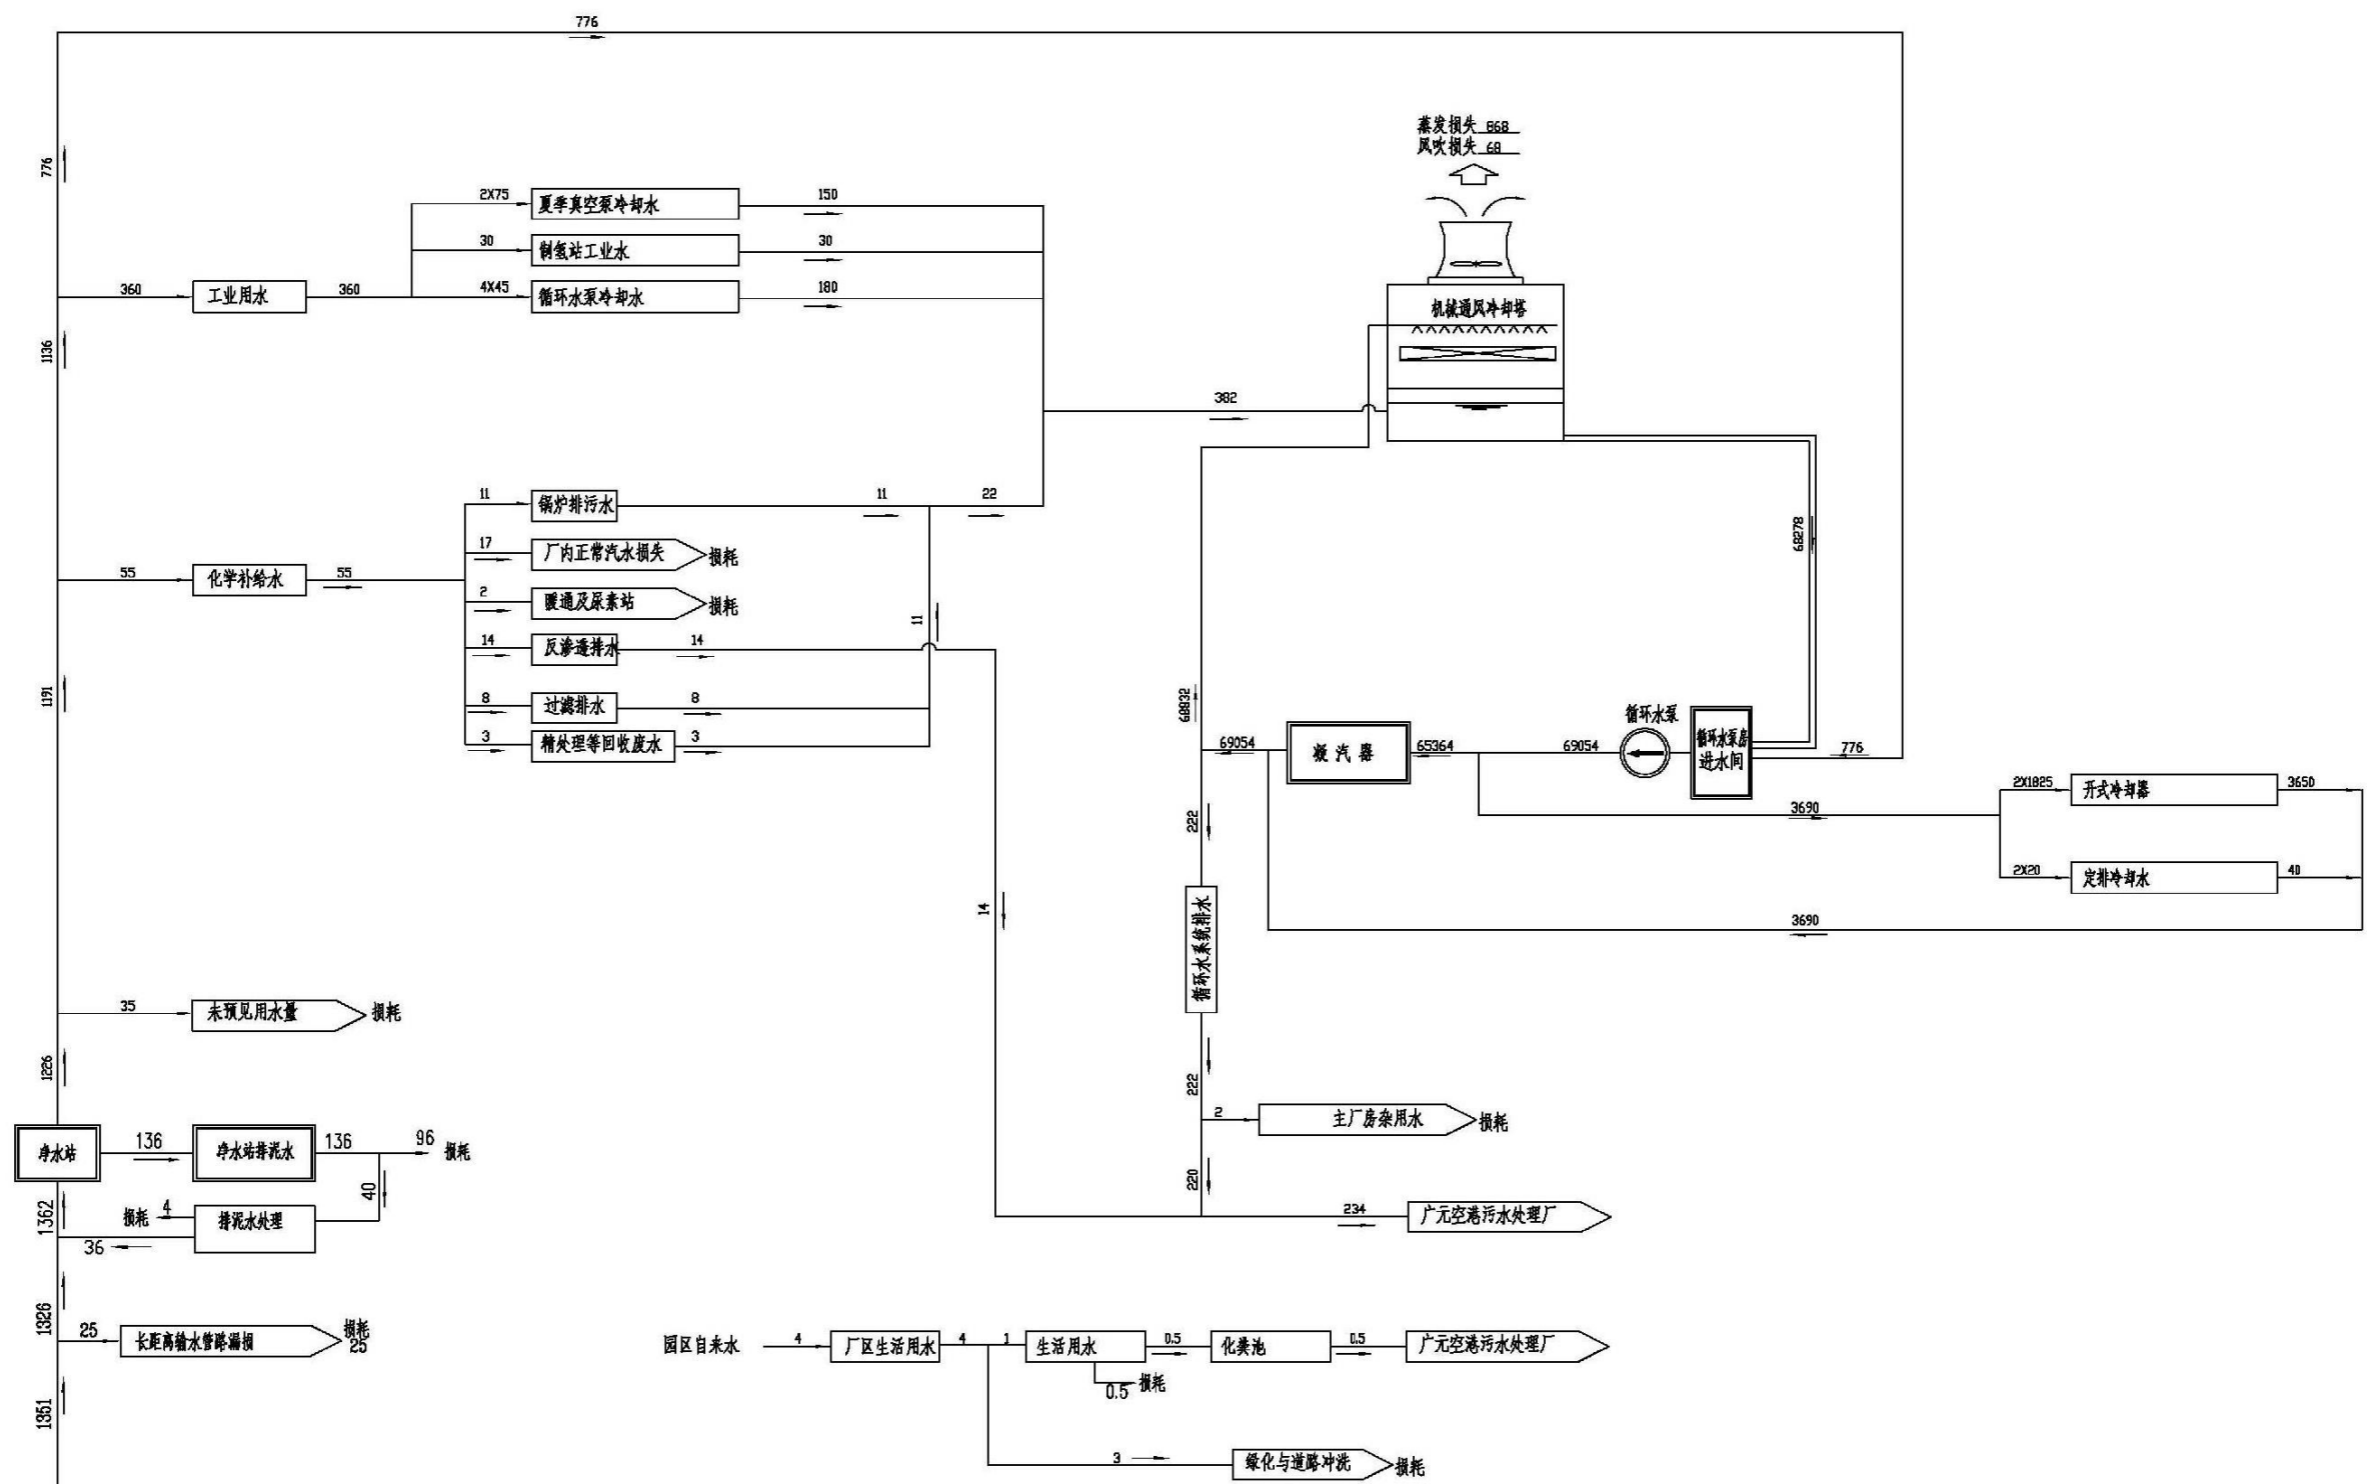 776
776
蒸发损失 868
风吹损失 68
2X75
夏季真空泵冷却水
150
30
制氢站工业水
30
360
工业用水
360
4X45
循环水泵冷却水
180
机械通风冷却塔
1136
382
11
锅炉排污水
11
22
17
厂内正常汽水损失
损耗
68278
55
化学补给水
55
2
暖通及尿素站
损耗
11
14
反渗透排水
14
1191
8
过滤排水
8
68832
3
精处理等回收废水
3
69054
凝汽器
65364
69054
循环水泵
循环水泵房
进水间
776
2X1825
开式冷却器
3650
222
3690
2X20
定排冷却水
40
14
循环水系统排水
3690
35
未预见用水量
损耗
1226
222
2
主厂房杂用水
损耗
净水站
136
净水站排泥水
136
96
损耗
40
220
1362
损耗
4
排泥水处理
36
234
广元空港污水处理厂
1326
25
长距离输水管路漏损
损耗
25
园区自来水
4
厂区生活用水
4
1
生活用水
0.5
化粪池
0.5
广元空港污水处理厂
0.5
损耗
1351
3
绿化与道路冲洗
损耗